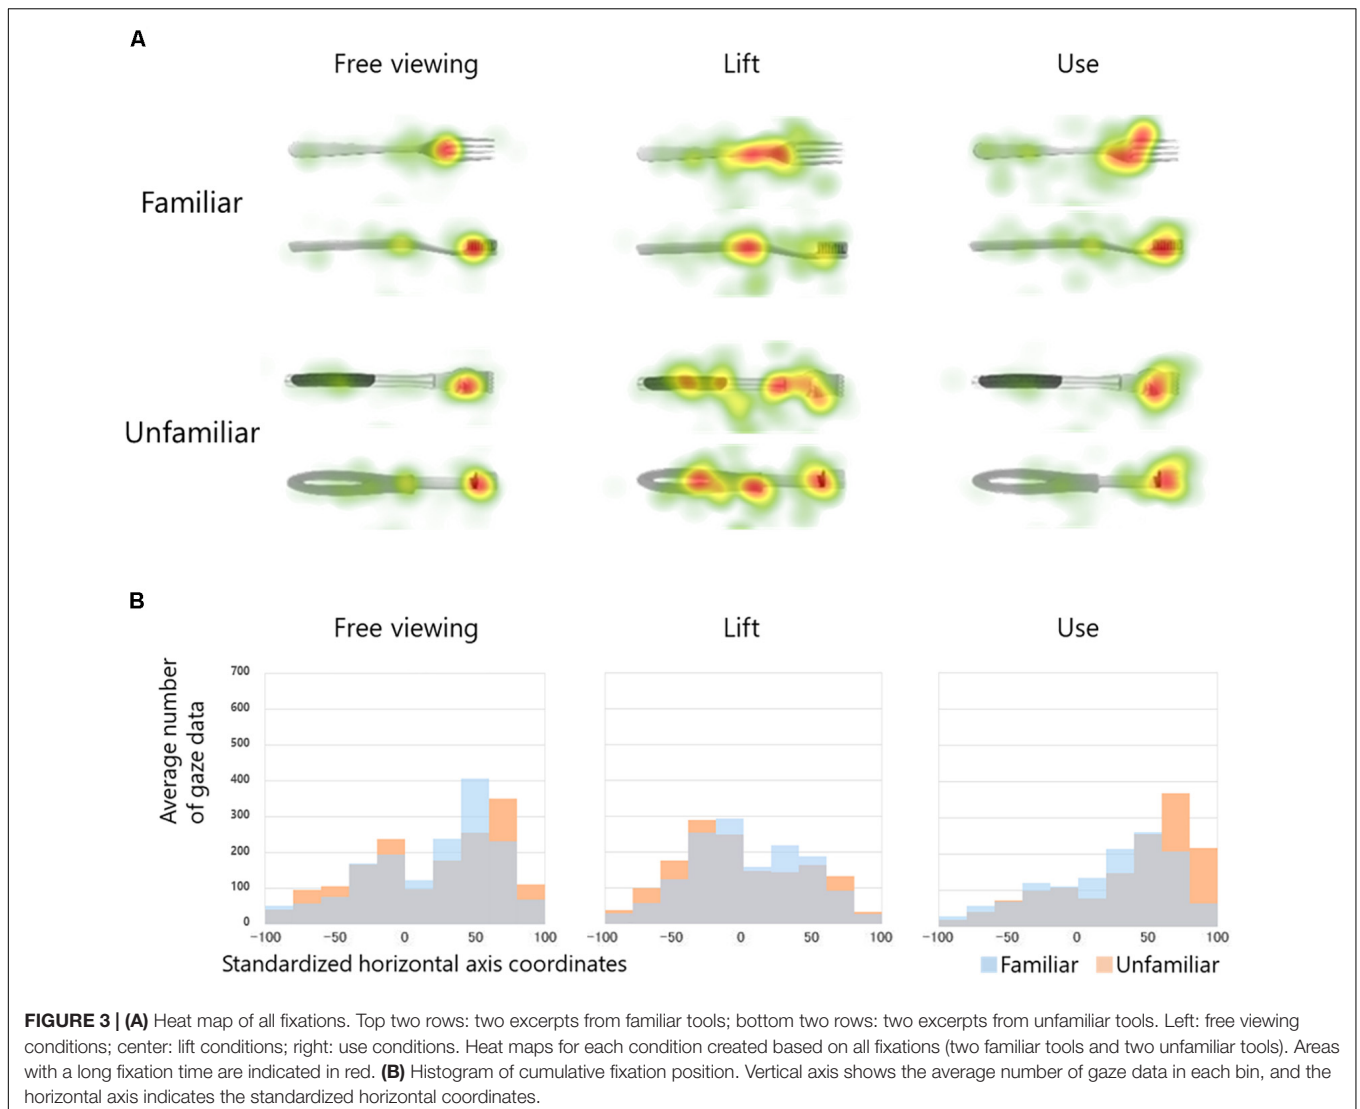 A
Free viewing
Lift
Use
Familiar
Unfamiliar
B
Free viewing
Lift
Use
Average number
of gaze data
700
600
500
400
300
200
100
0
−100
−50
0
50
100
−100
−50
0
50
100
−100
−50
0
50
100
Standardized horizontal axis coordinates
Familiar
Unfamiliar
FIGURE 3 | (A) Heat map of all fixations. Top two rows: two excerpts from familiar tools; bottom two rows: two excerpts from unfamiliar tools. Left: free viewing
conditions; center: lift conditions; right: use conditions. Heat maps for each condition created based on all fixations (two familiar tools and two unfamiliar tools). Areas
with a long fixation time are indicated in red. (B) Histogram of cumulative fixation position. Vertical axis shows the average number of gaze data in each bin, and the
horizontal axis indicates the standardized horizontal coordinates.